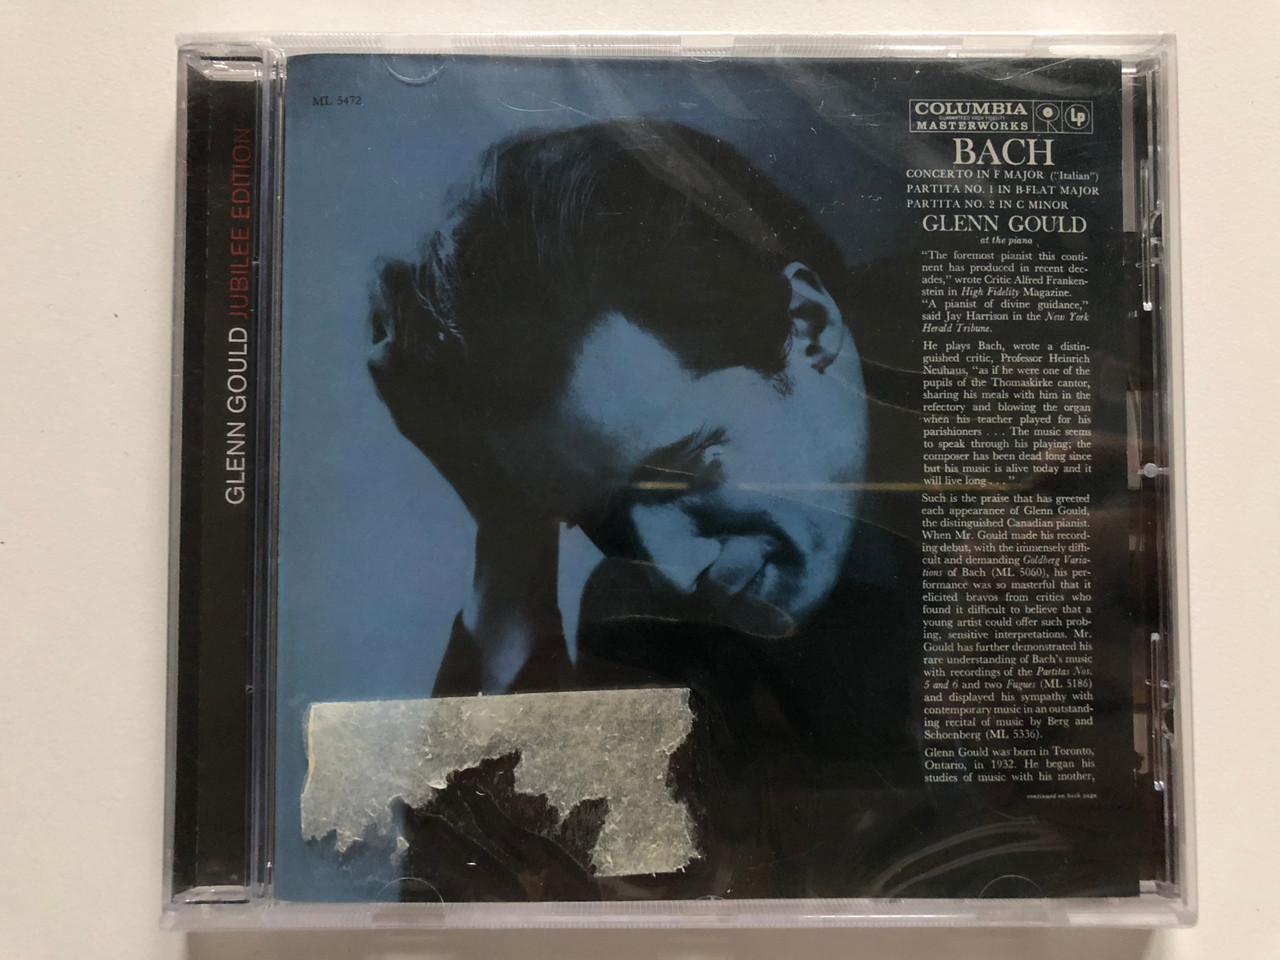 GLENN GOULD JUBILEE EDITION
ML 5472
COLUMBIA
GUARANTEED HIGH FIDELITY
MASTERWORKS
LP
BACH
CONCERTO IN F MAJOR ("Italian")
PARTITA NO. 1 IN B-FLAT MAJOR
PARTITA NO. 2 IN C MINOR
GLENN GOULD
at the piano
"The foremost pianist this conti-
nent has produced in recent dec-
ades," wrote Critic Alfred Franken-
stein in High Fidelity Magazine.
"A pianist of divine guidance,"
said Jay Harrison in the New York
Herald Tribune.
He plays Bach, wrote a distin-
guished critic, Professor Heinrich
Neuhaus, "as if he were one of the
pupils of the Thomaskirke cantor,
sharing his meals with him in the
refectory and blowing the organ
when his teacher played for his
parishioners . . . The music seems
to speak through his playing; the
composer has been dead long since
but his music is alive today and it
will live long . . ."
Such is the praise that has greeted
each appearance of Glenn Gould,
the distinguished Canadian pianist.
When Mr. Gould made his record-
ing debut, with the immensely diffi-
cult and demanding Goldberg Varia-
tions of Bach (ML 5060), his per-
formance was so masterful that it
elicited bravos from critics who
found it difficult to believe that a
young artist could offer such prob-
ing, sensitive interpretations. Mr.
Gould has further demonstrated his
rare understanding of Bach's music
with recordings of the Partitas Nos.
5 and 6 and two Fugues (ML 5186)
and displayed his sympathy with
contemporary music in an outstand-
ing recital of music by Berg and
Schoenberg (ML 5336).
Glenn Gould was born in Toronto,
Ontario, in 1932. He began his
studies of music with his mother,
continued on back page